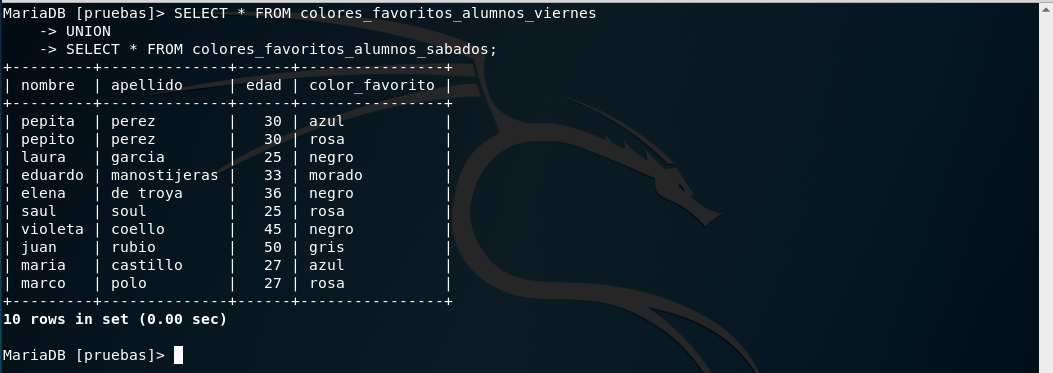 MariaDB [pruebas]> SELECT * FROM colores_favoritos_alumnos_viernes
    -> UNION
    -> SELECT * FROM colores_favoritos_alumnos_sabados;
+---------+--------------+------+----------------+
| nombre  | apellido     | edad | color_favorito |
+---------+--------------+------+----------------+
| pepita  | perez        |   30 | azul           |
| pepito  | perez        |   30 | rosa           |
| laura   | garcia       |   25 | negro          |
| eduardo | manostijeras |   33 | morado         |
| elena   | de troya     |   36 | negro          |
| saul    | soul         |   25 | rosa           |
| violeta | coello       |   45 | negro          |
| juan    | rubio        |   50 | gris           |
| maria   | castillo     |   27 | azul           |
| marco   | polo         |   27 | rosa           |
+---------+--------------+------+----------------+
10 rows in set (0.00 sec)
MariaDB [pruebas]>